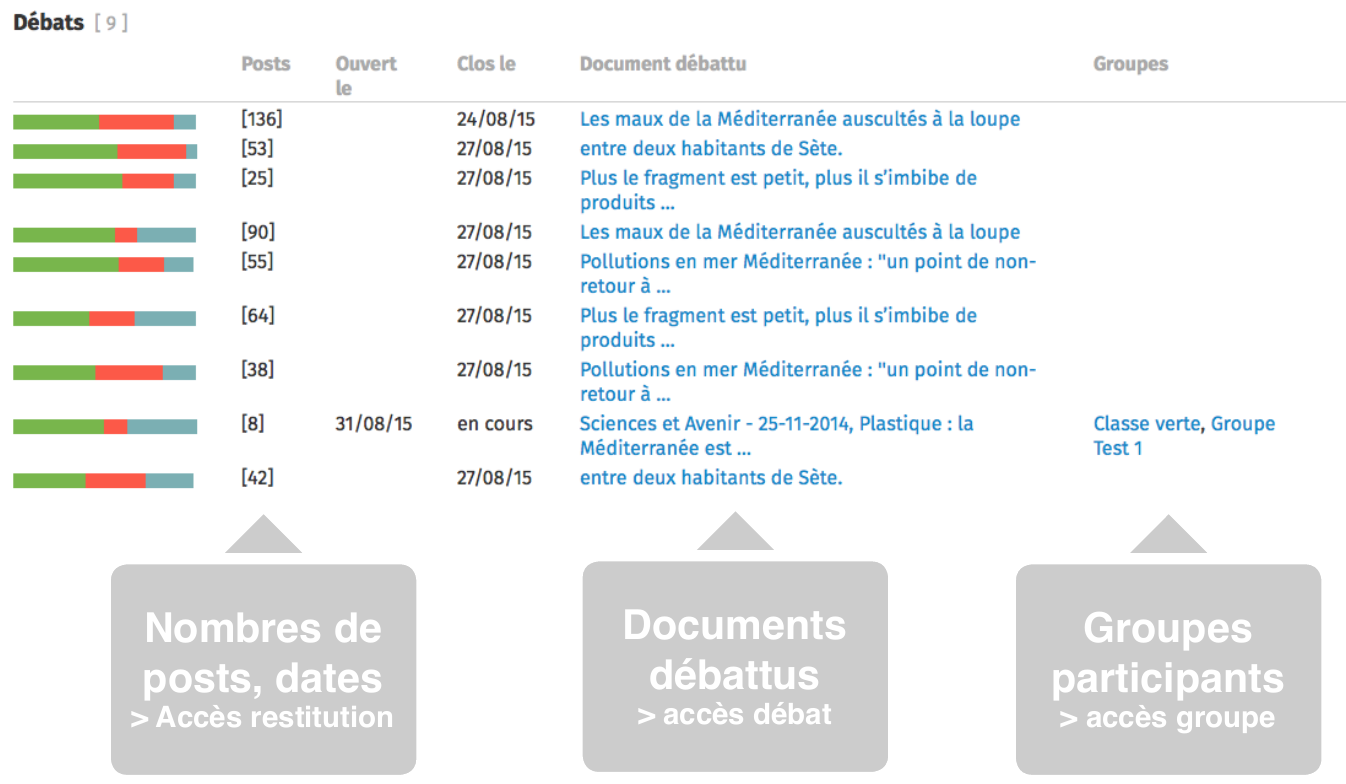 Débats [ 9 ]
Posts Ouvert le Clos le Document débattu Groupes
[136] 24/08/15 Les maux de la Méditerranée auscultés à la loupe
[53] 27/08/15 entre deux habitants de Sète.
[25] 27/08/15 Plus le fragment est petit, plus il s’imbibe de
produits ...
[90] 27/08/15 Les maux de la Méditerranée auscultés à la loupe
[55] 27/08/15 Pollutions en mer Méditerranée : "un point de non-
retour à ...
[64] 27/08/15 Plus le fragment est petit, plus il s’imbibe de
produits ...
[38] 27/08/15 Pollutions en mer Méditerranée : "un point de non-
retour à ...
[8] 31/08/15 en cours Sciences et Avenir - 25-11-2014, Plastique : la Classe verte, Groupe
Méditerranée est ... Test 1
[42] 27/08/15 entre deux habitants de Sète.
Nombres de
posts, dates
> Accès restitution
Documents
débattus
> accès débat
Groupes
participants
> accès groupe